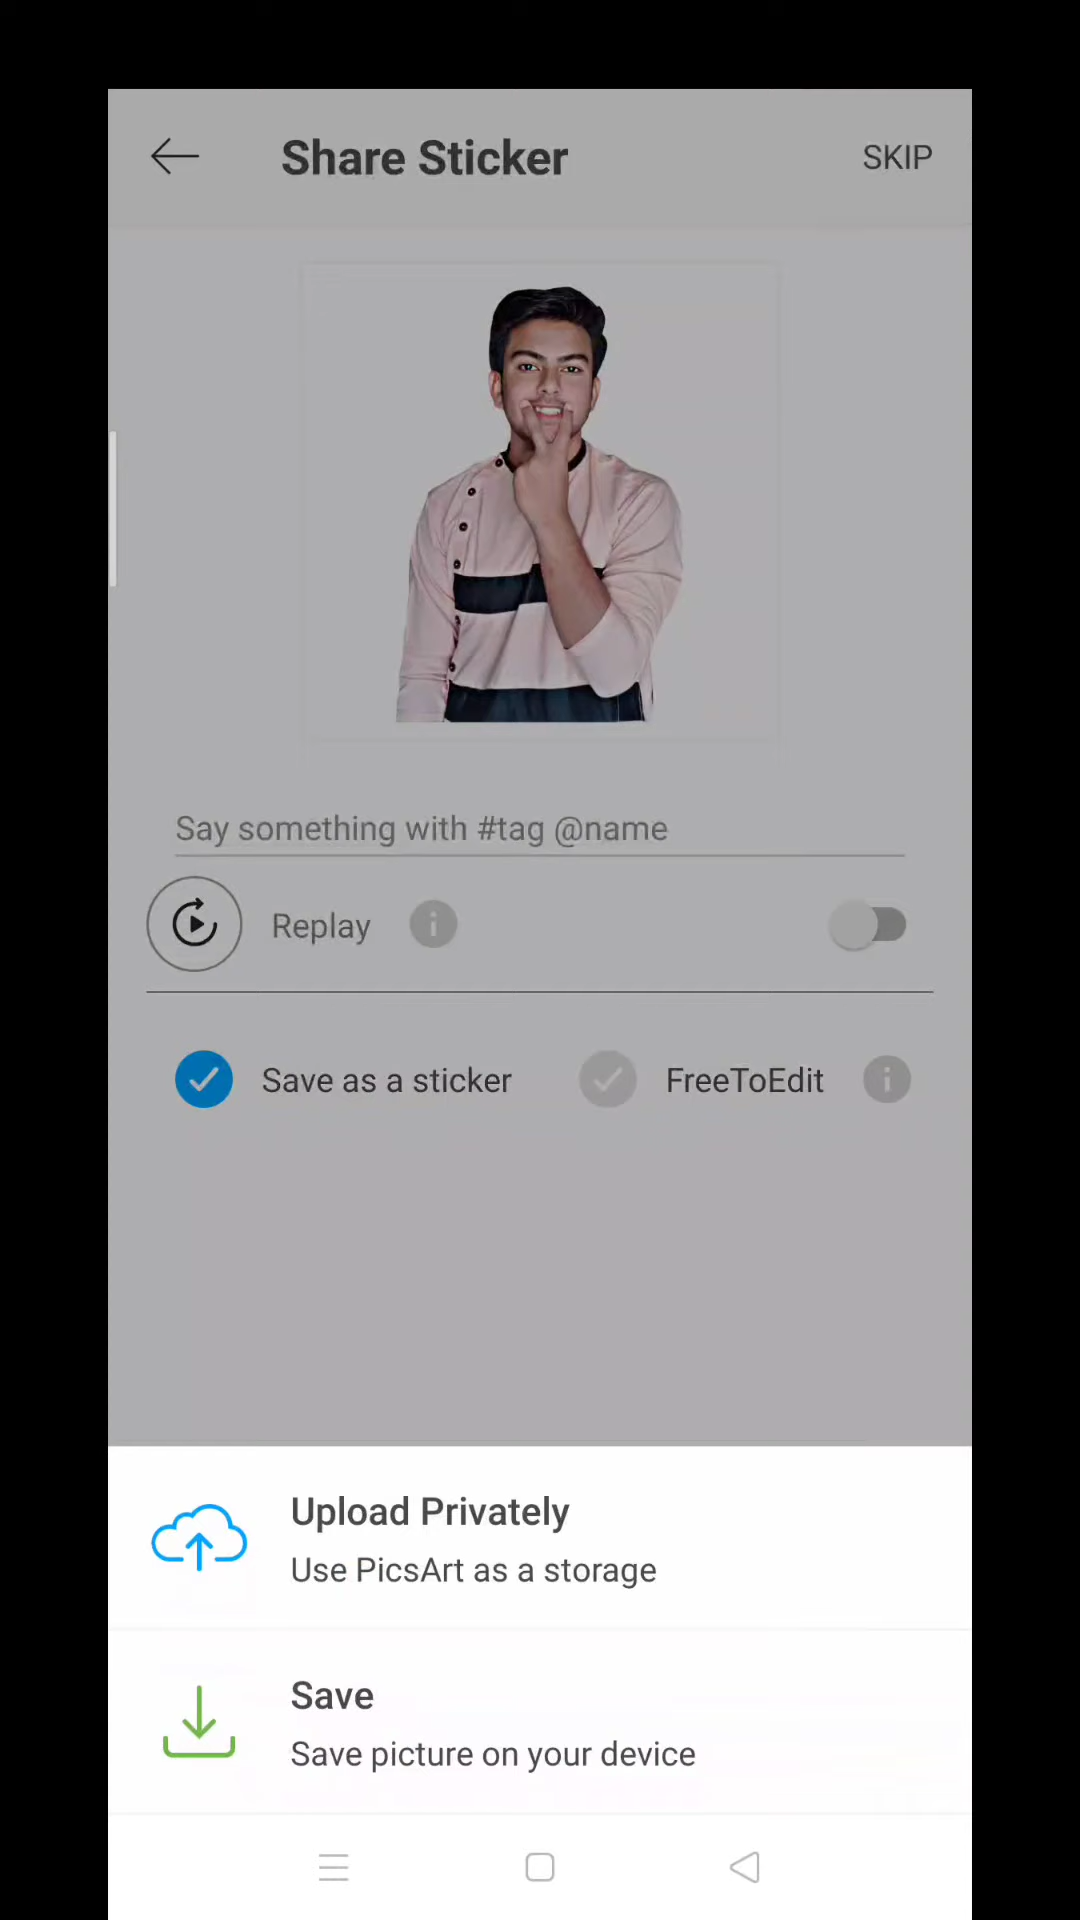 Share Sticker
SKIP
Say something with #tag @name
Replay
Save as a sticker
FreeToEdit
Upload Privately
Use PicsArt as a storage
Save
Save picture on your device